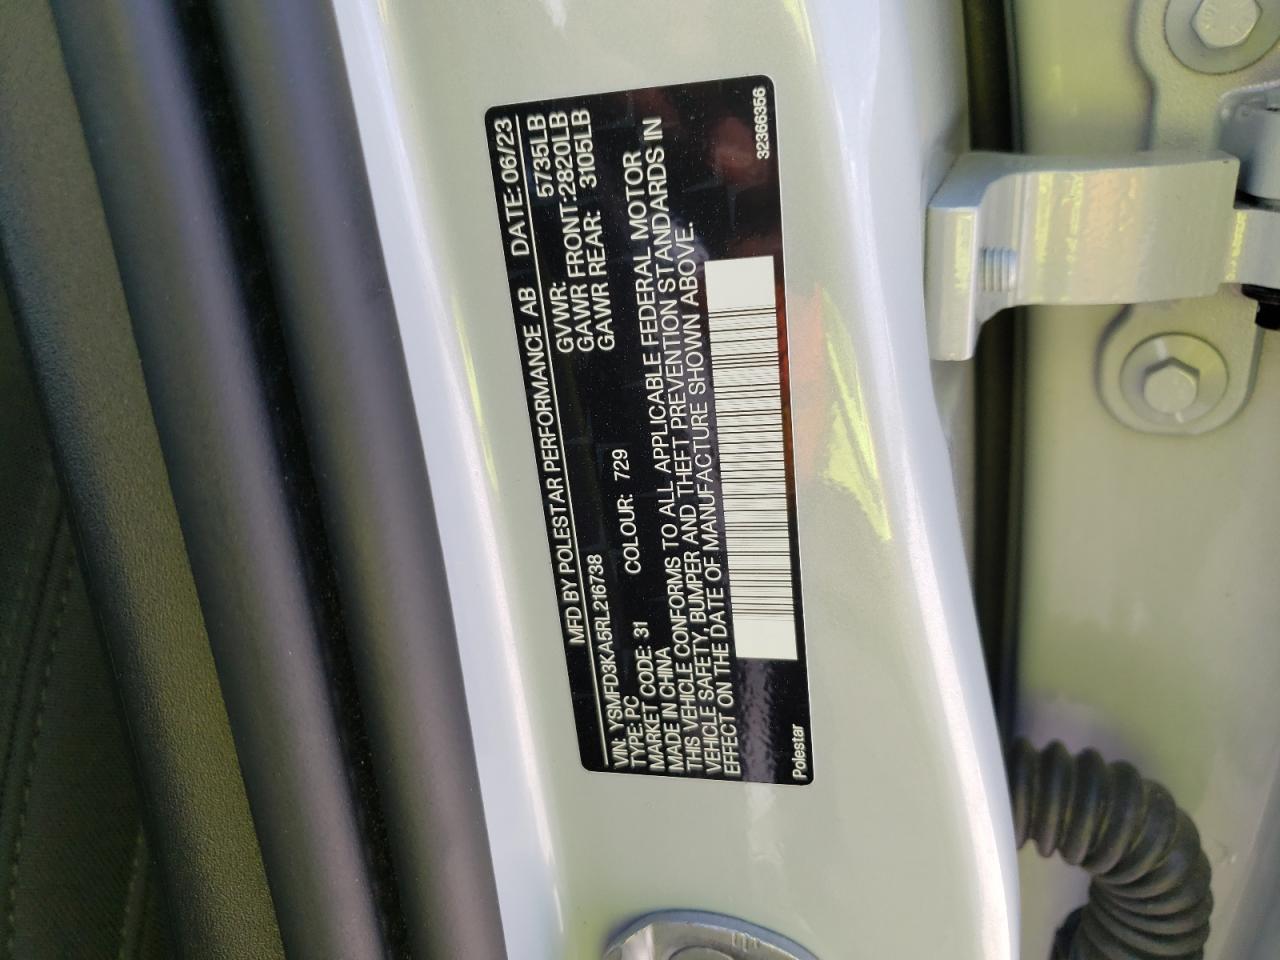 MFD BY POLESTAR PERFORMANCE AB DATE: 06/23
VIN: YSMFD3KA5RL216738 GVWR: 5735LB
TYPE: PC GAWR FRONT: 2820LB
MARKET CODE: 31 COLOUR: 729 GAWR REAR: 3105LB
MADE IN CHINA
THIS VEHICLE CONFORMS TO ALL APPLICABLE FEDERAL MOTOR
VEHICLE SAFETY, BUMPER AND THEFT PREVENTION STANDARDS IN
EFFECT ON THE DATE OF MANUFACTURE SHOWN ABOVE.
Polestar 32366356